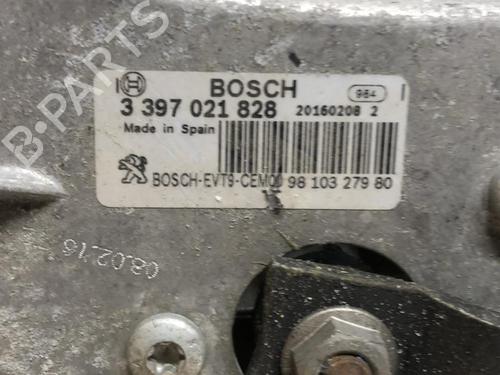 B-PARTS
BOSCH
984
3 397 021 828
20160208 2
Made in Spain
BOSCH-EVT9-CEM00
98 103 279 80
08.02.16